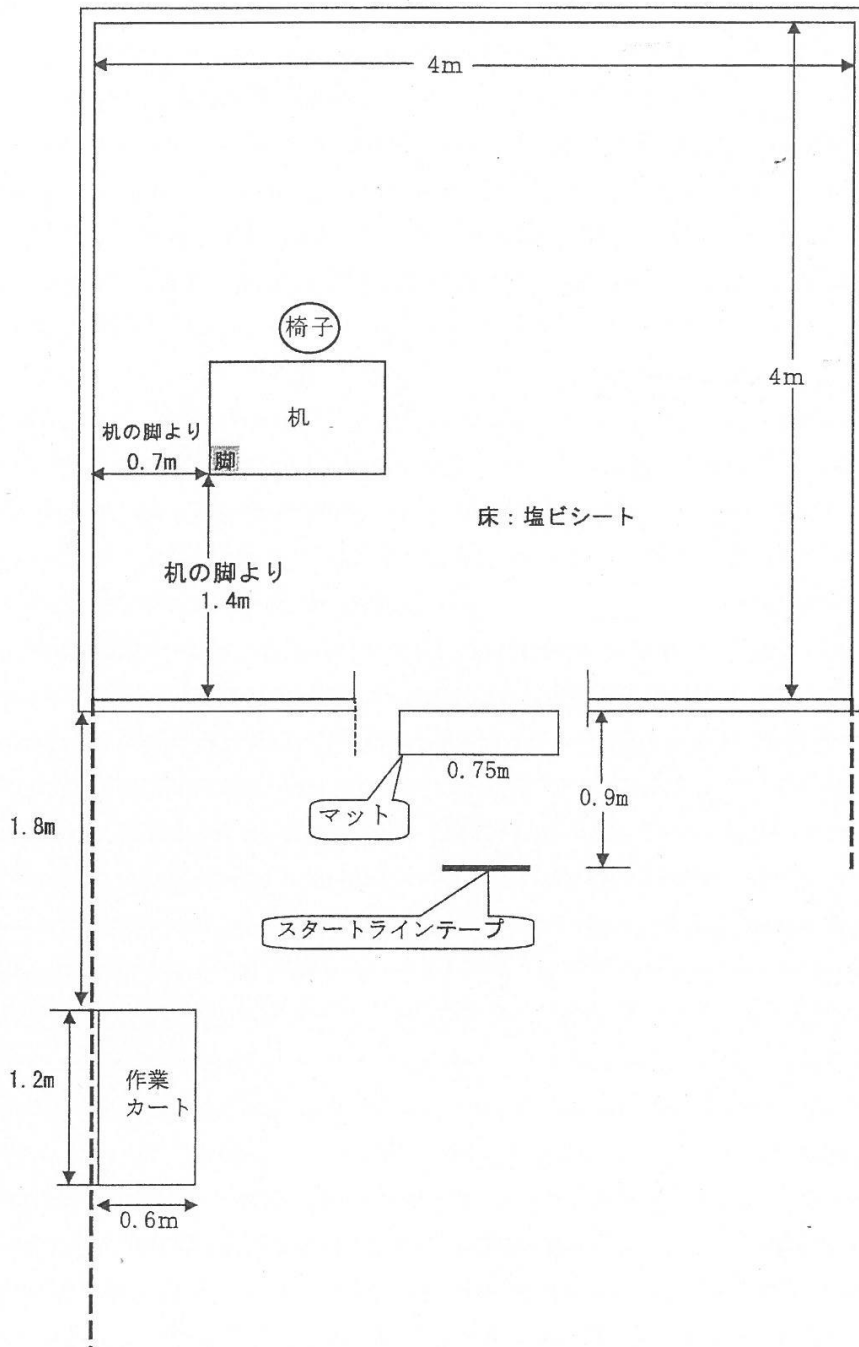 4m
椅子
4m
机
机の脚より
0.7m
脚
床：塩ビシート
机の脚より
1.4m
0.75m
マット
0.9m
1.8m
スタートラインテープ
1.2m
作業
カート
0.6m